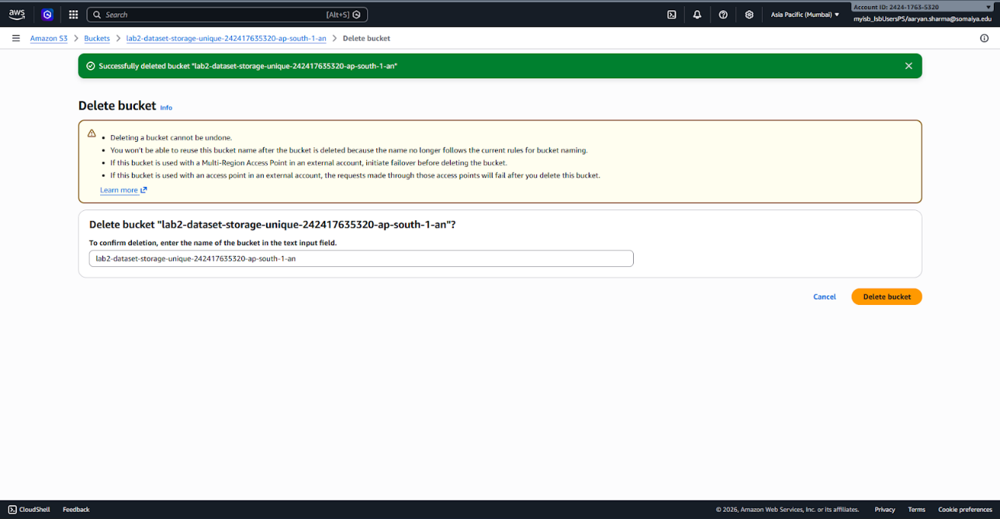 aws
Search
[Alt+S]
Asia Pacific (Mumbai)
Account ID: 2424-1763-5320
myisb_IsbUsersPS/aaryan.sharma@somaiya.edu
Amazon S3 > Buckets > lab2-dataset-storage-unique-242417635320-ap-south-1-an > Delete bucket
Successfully deleted bucket "lab2-dataset-storage-unique-242417635320-ap-south-1-an"
Delete bucket Info
• Deleting a bucket cannot be undone.
• You won't be able to reuse this bucket name after the bucket is deleted because the name no longer follows the current rules for bucket naming.
• If this bucket is used with a Multi-Region Access Point in an external account, initiate failover before deleting the bucket.
• If this bucket is used with an access point in an external account, the requests made through those access points will fail after you delete this bucket.
Learn more
Delete bucket "lab2-dataset-storage-unique-242417635320-ap-south-1-an"?
To confirm deletion, enter the name of the bucket in the text input field.
lab2-dataset-storage-unique-242417635320-ap-south-1-an
Cancel
Delete bucket
CloudShell
Feedback
© 2026, Amazon Web Services, Inc. or its affiliates.
Privacy
Terms
Cookie preferences